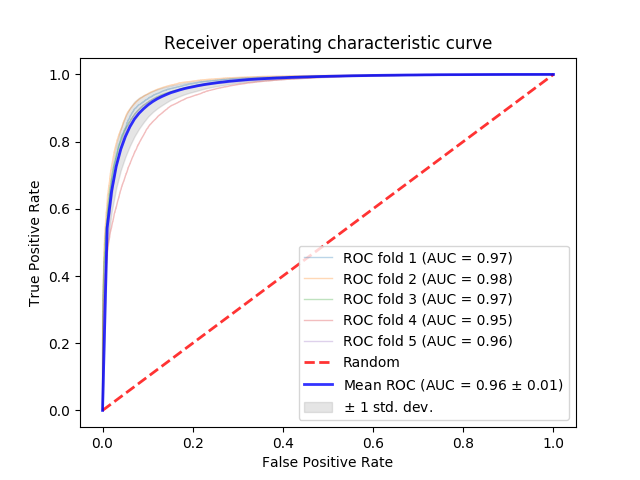 Receiver operating characteristic curve
True Positive Rate
1.0
0.8
0.6
0.4
0.2
0.0
ROC fold 1 (AUC = 0.97)
ROC fold 2 (AUC = 0.98)
ROC fold 3 (AUC = 0.97)
ROC fold 4 (AUC = 0.95)
ROC fold 5 (AUC = 0.96)
Random
Mean ROC (AUC = 0.96 ± 0.01)
± 1 std. dev.
0.0 0.2 0.4 0.6 0.8 1.0
False Positive Rate